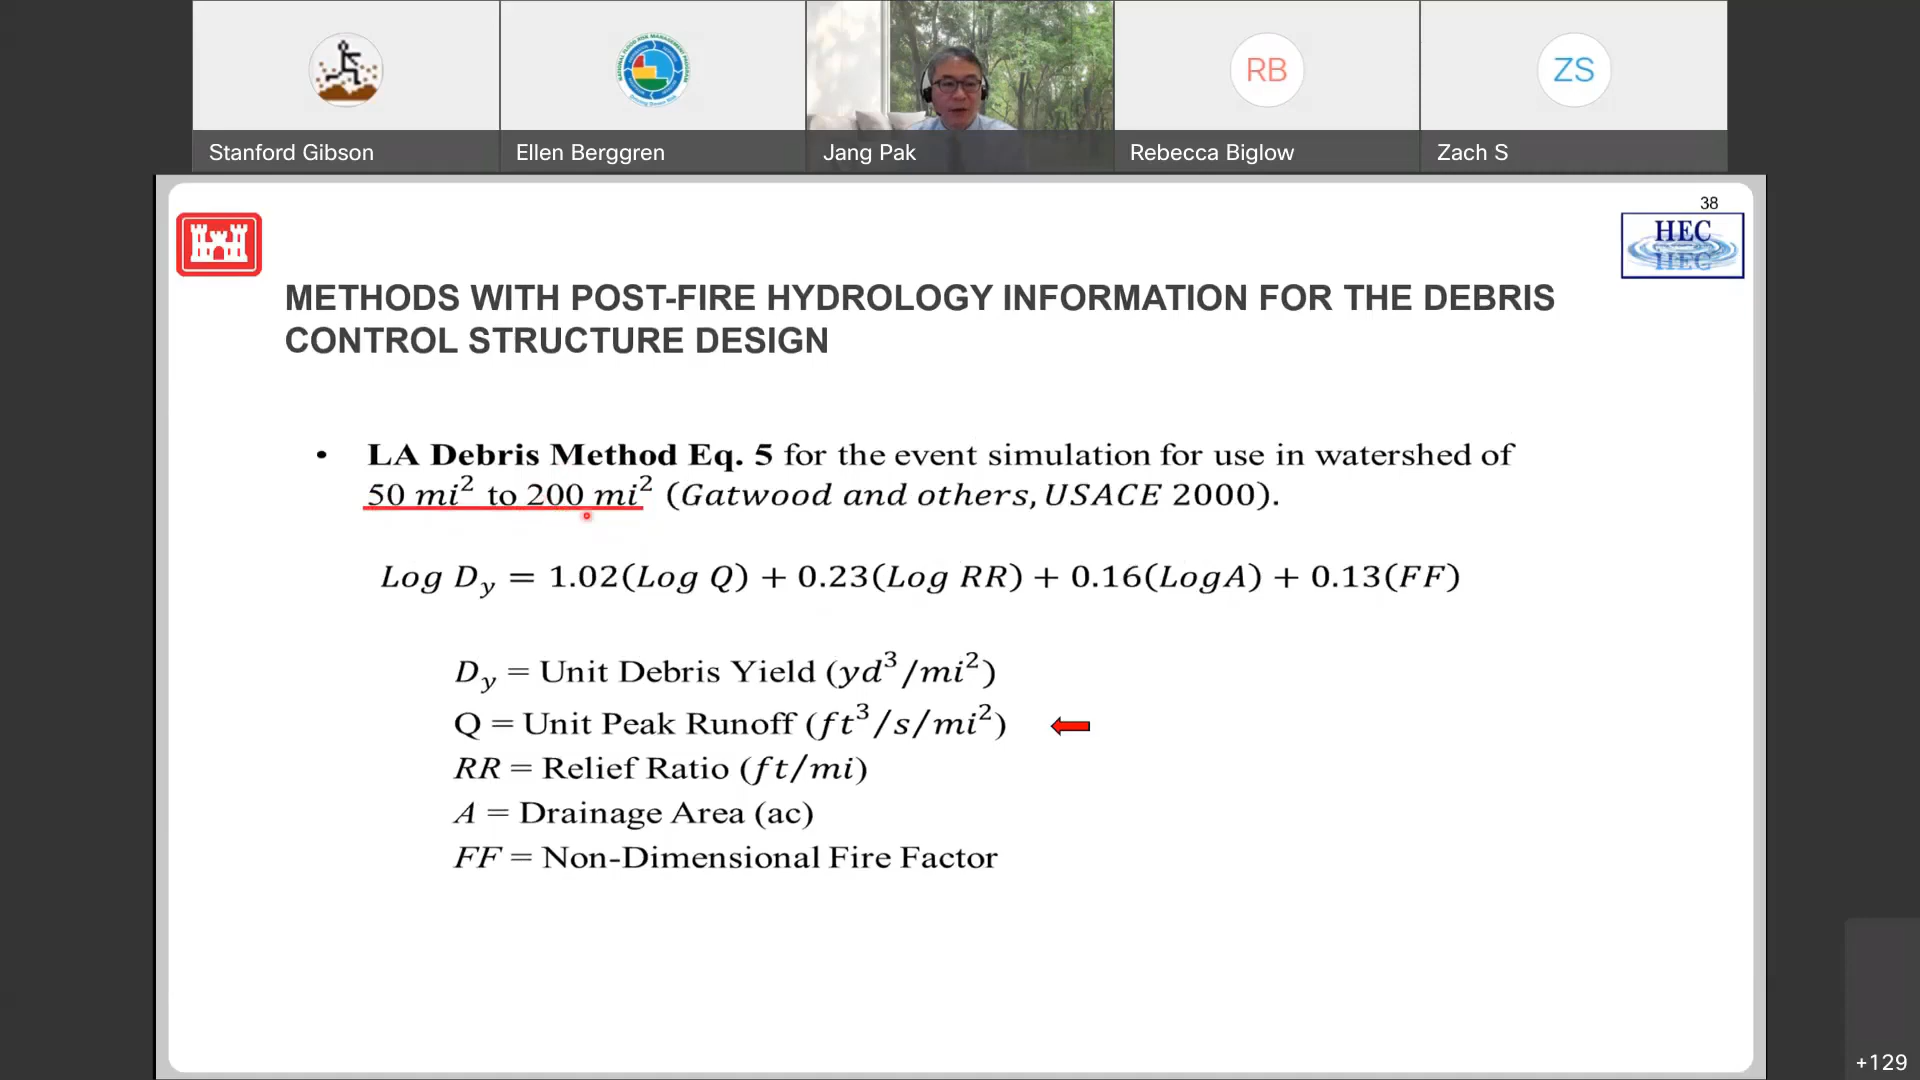 RB
ZS
Stanford Gibson
Ellen Berggren
Jang Pak
Rebecca Biglow
Zach S
38
HEC
HEC
METHODS WITH POST-FIRE HYDROLOGY INFORMATION FOR THE DEBRIS
CONTROL STRUCTURE DESIGN
• LA Debris Method Eq. 5 for the event simulation for use in watershed of
50 mi² to 200 mi² (Gatwood and others, USACE 2000).
Log D_y = 1.02(Log Q) + 0.23(Log RR) + 0.16(LogA) + 0.13(FF)
D_y = Unit Debris Yield (yd³/mi²)
Q = Unit Peak Runoff (ft³/s/mi²)
RR = Relief Ratio (ft/mi)
A = Drainage Area (ac)
FF = Non-Dimensional Fire Factor
+129